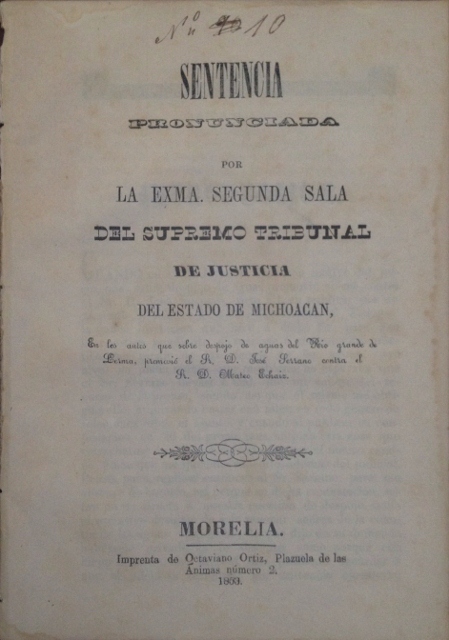 Nº 10
SENTENCIA
PRONUNCIADA
POR
LA EXMA. SEGUNDA SALA
DEL SUPREMO TRIBUNAL
DE JUSTICIA
DEL ESTADO DE MICHOACAN,
En los autos que sobre despojo de aguas del Rio grande de
Lerma, promovió el R. D. José Serrano contra el
R. D. Mateo Echaiz.
MORELIA.
Imprenta de Octaviano Ortiz, Plazuela de las
Ánimas número 2.